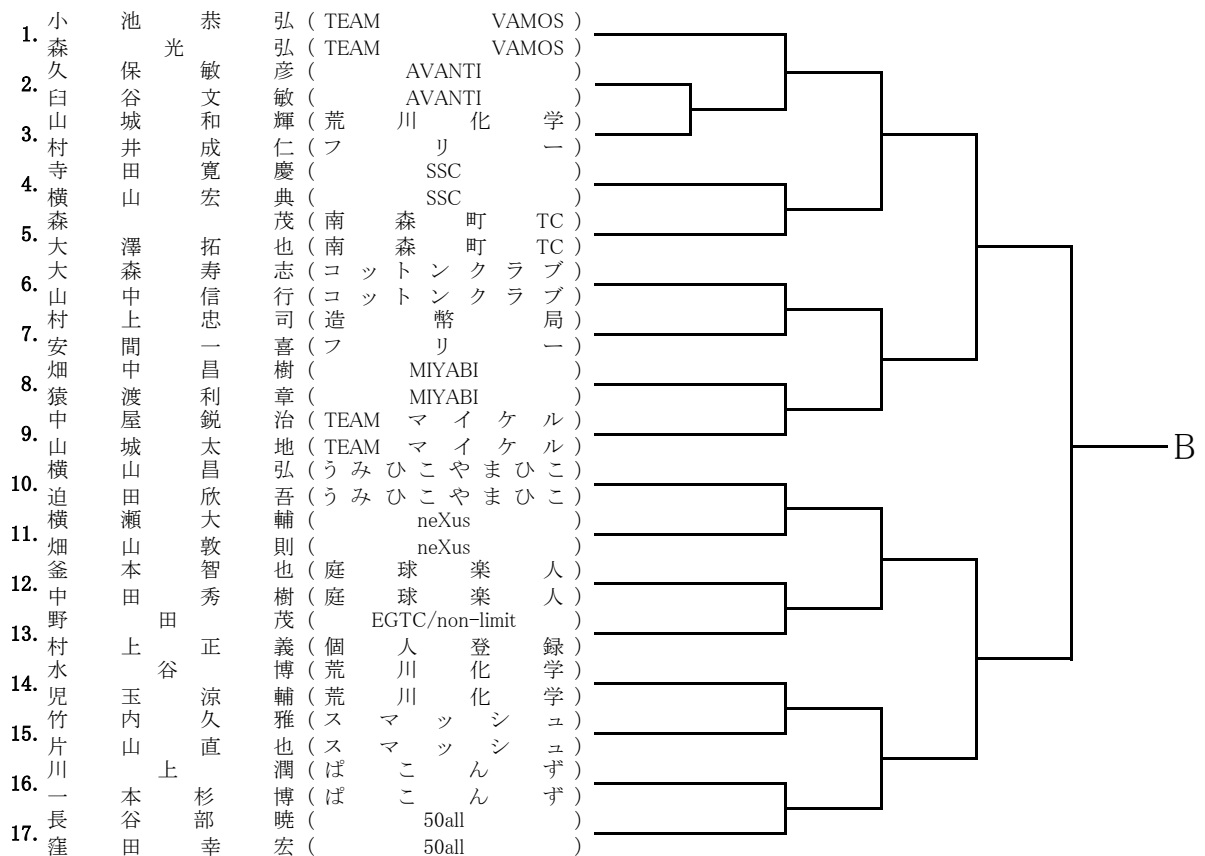 1. 小池恭弘 ( TEAM VAMOS )
森光弘 ( TEAM VAMOS )
2. 久保敏彦 ( AVANTI )
臼谷文敏 ( AVANTI )
3. 山城和輝 ( 荒川化学 )
村井成仁 ( フリー )
4. 寺田寛慶 ( SSC )
横山宏典 ( SSC )
5. 森茂 ( 南森町TC )
大澤拓也 ( 南森町TC )
6. 大森寿志 ( コットンクラブ )
山中信行 ( コットンクラブ )
7. 村上忠司 ( 造幣局 )
安間一喜 ( フリー )
8. 畑中昌樹 ( MIYABI )
猿渡利章 ( MIYABI )
9. 中屋鋭治 ( TEAM マイケル )
山城太地 ( TEAM マイケル )
10. 横山昌弘 ( うみひこやまひこ )
迫田欣吾 ( うみひこやまひこ )
11. 横瀬大輔 ( neXus )
畑山敦則 ( neXus )
12. 釜本智也 ( 庭球楽人 )
中田秀樹 ( 庭球楽人 )
13. 野田茂 ( EGTC/non-limit )
村上正義 ( 個人登録 )
14. 水谷博 ( 荒川化学 )
児玉涼輔 ( 荒川化学 )
15. 竹内久雅 ( スマッシュ )
片山直也 ( スマッシュ )
16. 川上潤 ( ぱこんず )
一本杉博 ( ぱこんず )
17. 長谷部暁 ( 50all )
窪田幸宏 ( 50all )
B